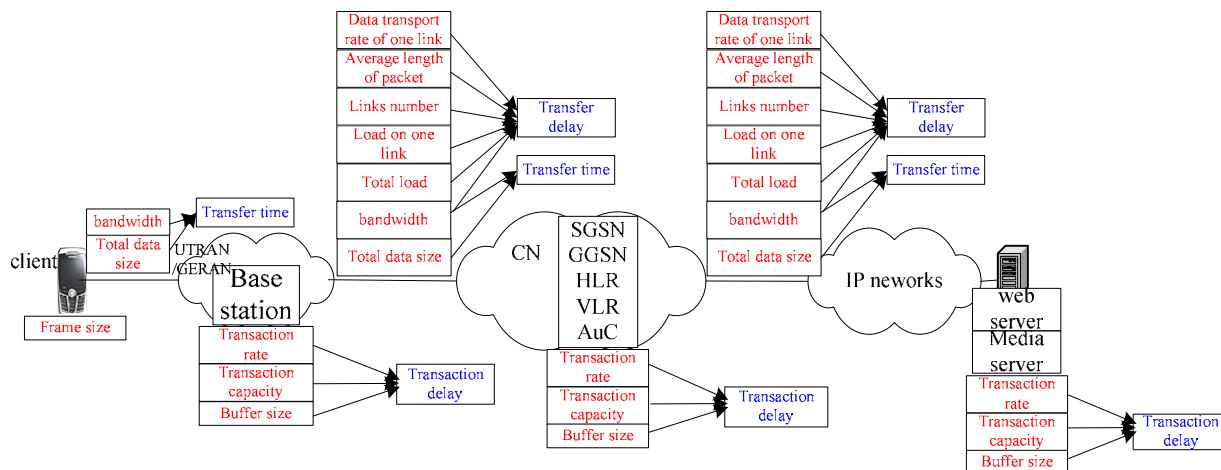 client
Frame size
bandwidth
Total data
size
Transfer time
UTRAN
/GERAN
Base
station
Transaction
rate
Transaction
capacity
Buffer size
Transaction
delay
Data transport
rate of one link
Average length
of packet
Links number
Load on one
link
Total load
bandwidth
Total data size
Transfer
delay
Transfer time
CN
SGSN
GGSN
HLR
VLR
AuC
Transaction
rate
Transaction
capacity
Buffer size
Transaction
delay
Data transport
rate of one link
Average length
of packet
Links number
Load on one
link
Total load
bandwidth
Total data size
Transfer
delay
Transfer time
IP neworks
web
server
Media
server
Transaction
rate
Transaction
capacity
Buffer size
Transaction
delay